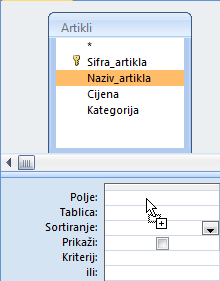 Artikli
*
Sifra_artikla
Naziv_artikla
Cijena
Kategorija
Polje:
Tablica:
Sortiranje:
Prikaži:
Kriterij:
ili: